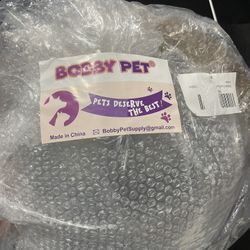 BOBBY PET®
PETS DESERVE
THE BEST!
Made in China
BobbyPetSupply@gmail.com